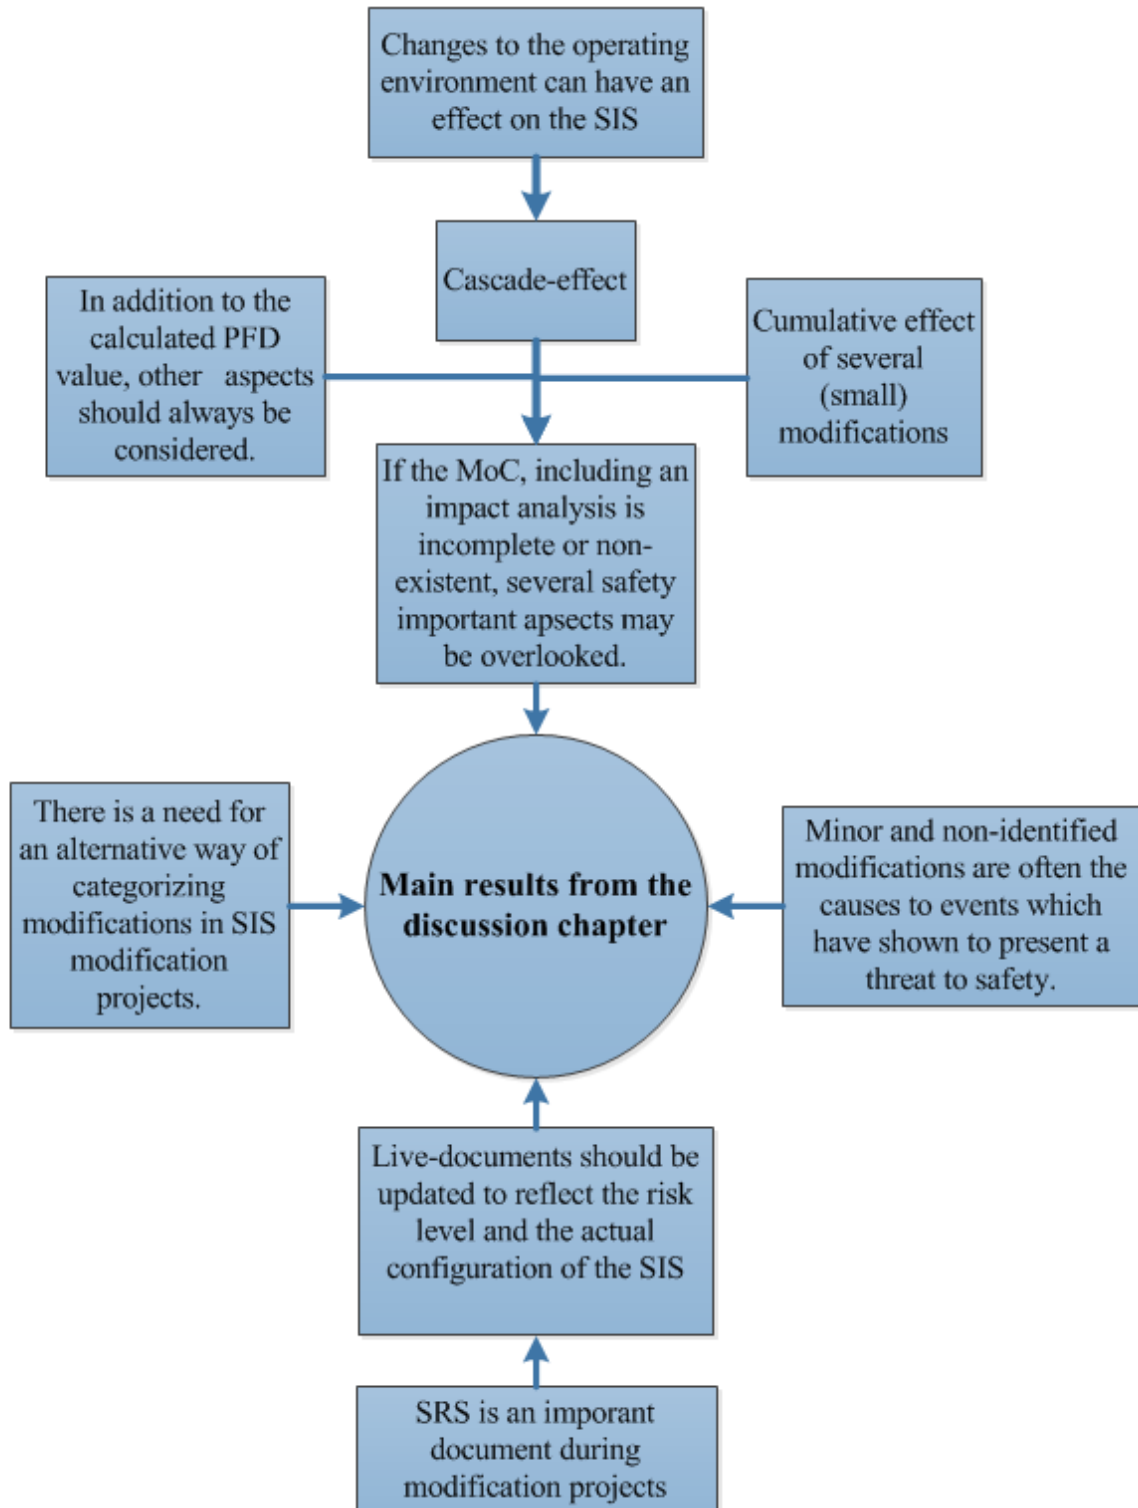 Changes to the operating
environment can have an
effect on the SIS
Cascade-effect
In addition to the
calculated PFD
value, other aspects
should always be
considered.
Cumulative effect
of several
(small)
modifications
If the MoC, including an
impact analysis is
incomplete or non-
existent, several safety
important apsects may
be overlooked.
There is a need for
an alternative way of
categorizing
modifications in SIS
modification
projects.
Main results from the
discussion chapter
Minor and non-identified
modifications are often the
causes to events which
have shown to present a
threat to safety.
Live-documents should be
updated to reflect the risk
level and the actual
configuration of the SIS
SRS is an imporant
document during
modification projects